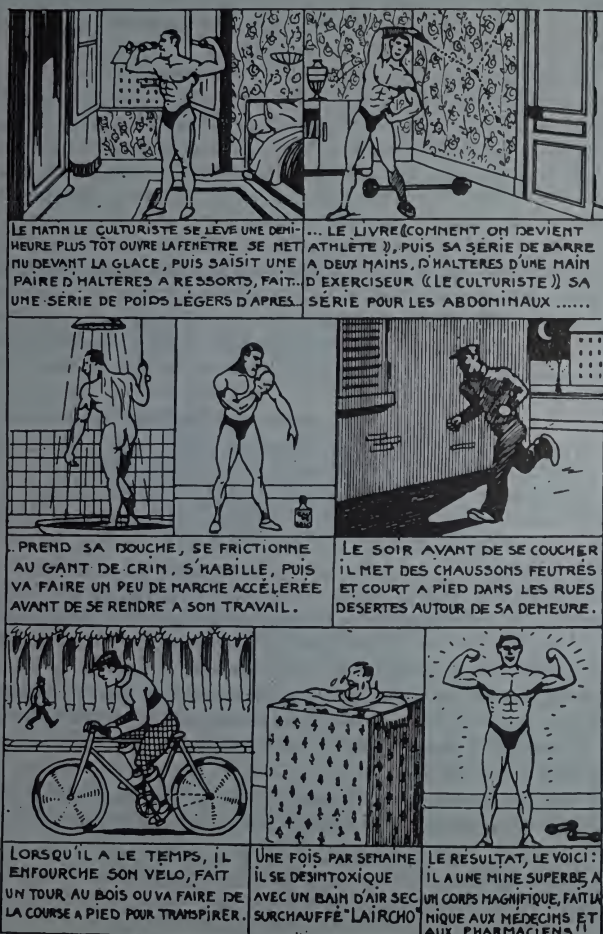 LE MATIN LE CULTURISTE SE LÈVE UNE DEMI-
HEURE PLUS TÔT OUVRE LA FENÊTRE SE MET
NU DEVANT LA GLACE, PUIS SAISIT UNE
PAIRE D'HALTÈRES A RESSORTS, FAIT...
UNE SÉRIE DE POIDS LÉGERS D'APRES...
... LE LIVRE ((COMMENT ON DEVIENT
ATHLÈTE)), PUIS SA SÉRIE DE BARRE
A DEUX MAINS, D'HALTERES D'UNE MAIN
D'EXERCISEUR ((LE CULTURISTE)) SA
SÉRIE POUR LES ABDOMINAUX ......
..PREND SA DOUCHE, SE FRICTIONNE
AU GANT DE CRIN, S'HABILLE, PUIS
VA FAIRE UN PEU DE MARCHE ACCÉLEREE
AVANT DE SE RENDRE A SON TRAVAIL.
LE SOIR AVANT DE SE COUCHER
IL MET DES CHAUSSONS FEUTRÉS
ET COURT A PIED DANS LES RUES
DESERTES AUTOUR DE SA DEMEURE.
LORSQU'IL A LE TEMPS, IL
ENFOURCHE SON VELO, FAIT
UN TOUR AU BOIS OU VA FAIRE DE
LA COURSE A PIED POUR TRANSPIRER.
UNE FOIS PAR SEMAINE
IL SE DÉSINTOXIQUE
AVEC UN BAIN D'AIR SEC
SURCHAUFFÉ "LAIRCHO"
LE RÉSULTAT, LE VOICI:
IL A UNE MINE SUPERBE, A
UN CORPS MAGNIFIQUE, FAIT LA
NIQUE AUX MÉDECINS ET
AUX PHARMACIENS!!